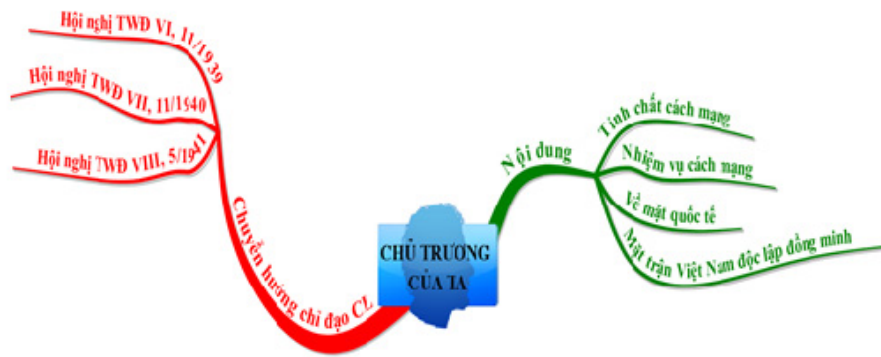 Hội nghị TWĐ VI, 11/1939
Hội nghị TWĐ VII, 11/1940
Hội nghị TWĐ VIII, 5/1941
Chuyển hướng chỉ đạo CL
CHỦ TRƯƠNG
CỦA TA
Nội dung
Tính chất cách mạng
Nhiệm vụ cách mạng
Về mặt quốc tế
Mặt trận Việt Nam độc lập đồng minh